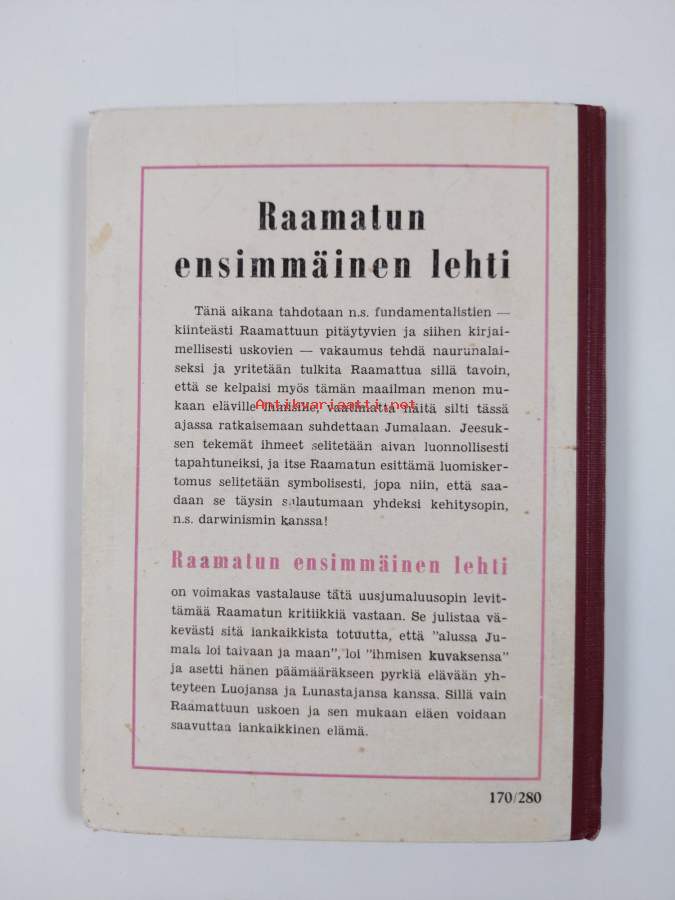 Raamatun
ensimmäinen lehti
Tänä aikana tahdotaan n.s. fundamentalistien —
kiinteästi Raamattuun pitäytyvien ja siihen kirjai-
mellisesti uskovien — vakaumus tehdä naurunalai-
seksi ja yritetään tulkita Raamattua sillä tavoin,
että se kelpaisi myös tämän maailman menon mu-
kaan eläville ihmisille, vaatimatta näitä silti tässä
Antikvariaatti.net
ajassa ratkaisemaan suhdettaan Jumalaan. Jeesuk-
sen tekemät ihmeet selitetään aivan luonnollisesti
tapahtuneiksi, ja itse Raamatun esittämä luomisker-
tomus selitetään symbolisesti, jopa niin, että saa-
daan se täysin sulautumaan yhdeksi kehitysopin,
n.s. darwinismin kanssa!
Raamatun ensimmäinen lehti
on voimakas vastalause tätä uusjumaluusopin levit-
tämää Raamatun kritiikkiä vastaan. Se julistaa vä-
kevästi sitä iankaikkista totuutta, että "alussa Ju-
mala loi taivaan ja maan", loi "ihmisen kuvaksensa"
ja asetti hänen päämääräkseen pyrkiä elävään yh-
teyteen Luojansa ja Lunastajansa kanssa. Sillä vain
Raamattuun uskoen ja sen mukaan eläen voidaan
saavuttaa iankaikkinen elämä.
170/280